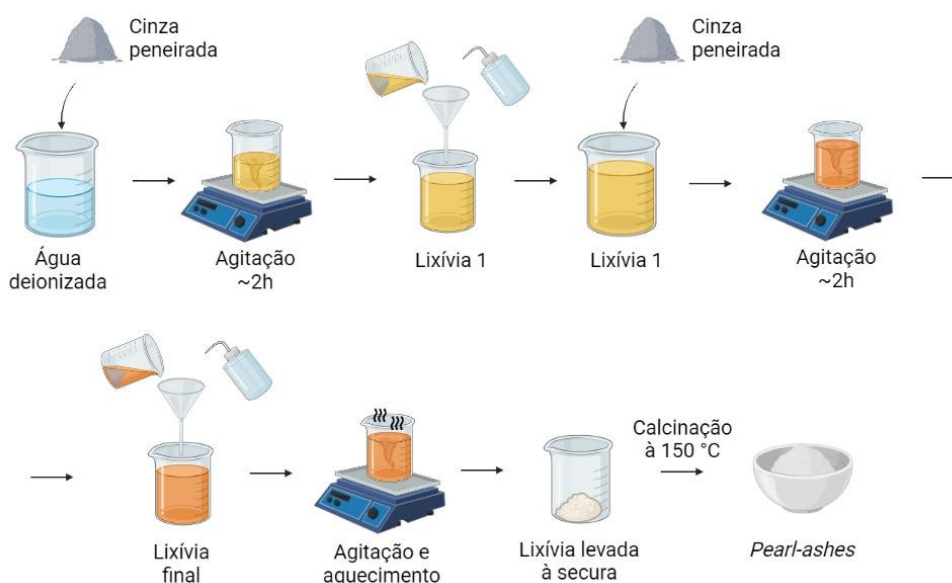 Cinza
peneirada
Cinza
peneirada
Água
deionizada
Agitação
~2h
Lixívia 1
Lixívia 1
Agitação
~2h
Lixívia
final
Agitação e
aquecimento
Lixívia levada
à secura
Calcinação
à 150 °C
Pearl-ashes